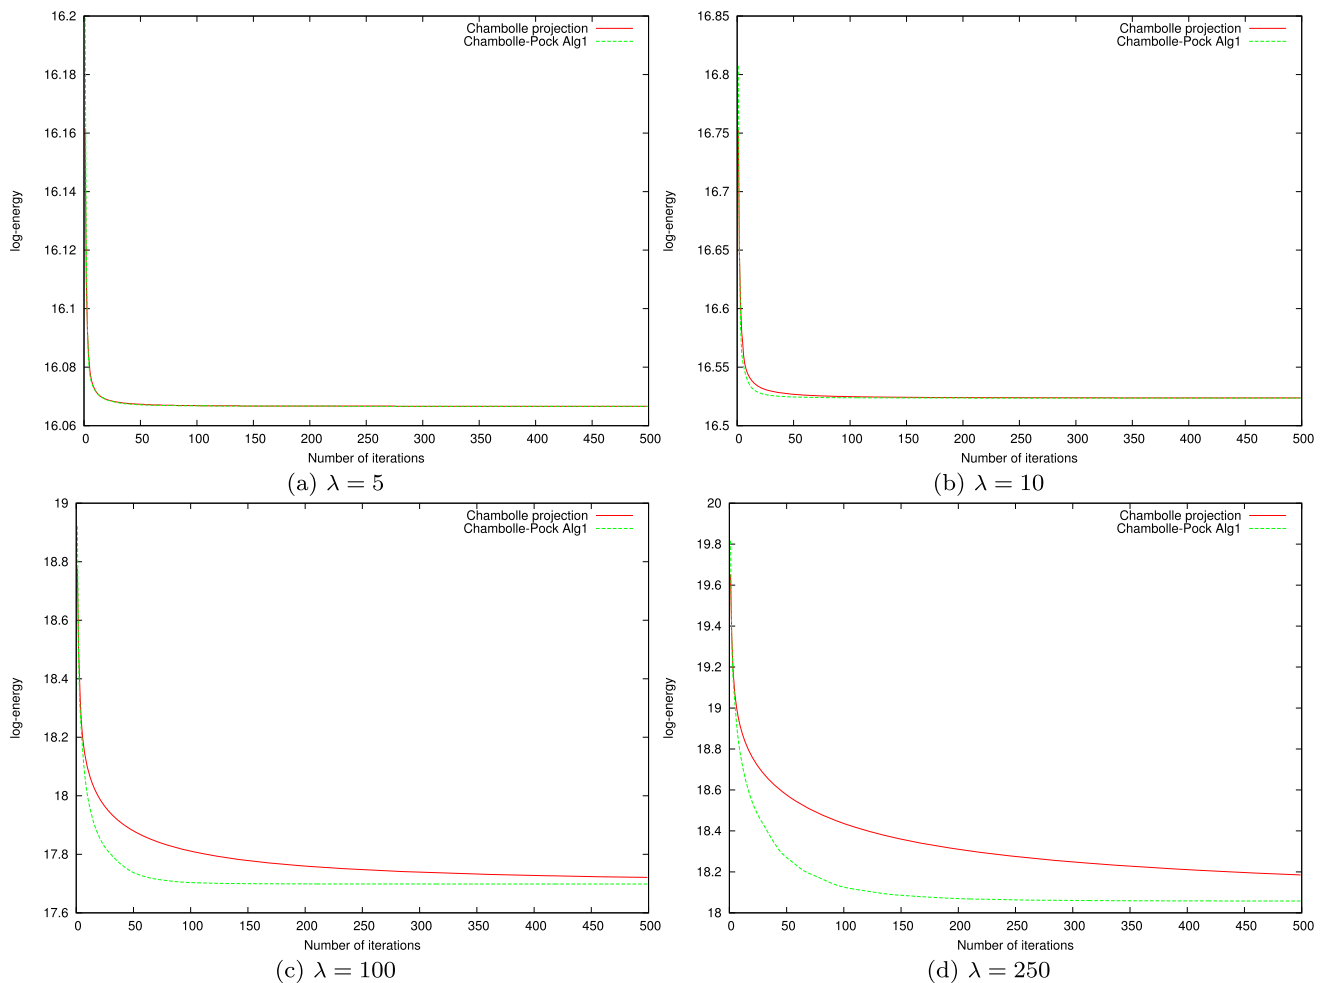 Chambolle projection
Chambolle-Pock Alg1
16.2
16.18
16.16
16.14
16.12
16.1
16.08
16.06
log-energy
0 50 100 150 200 250 300 350 400 450 500
Number of iterations
(a) λ = 5
Chambolle projection
Chambolle-Pock Alg1
16.85
16.8
16.75
16.7
16.65
16.6
16.55
16.5
log-energy
0 50 100 150 200 250 300 350 400 450 500
Number of iterations
(b) λ = 10
Chambolle projection
Chambolle-Pock Alg1
19
18.8
18.6
18.4
18.2
18
17.8
17.6
log-energy
0 50 100 150 200 250 300 350 400 450 500
Number of iterations
(c) λ = 100
Chambolle projection
Chambolle-Pock Alg1
20
19.8
19.6
19.4
19.2
19
18.8
18.6
18.4
18.2
18
log-energy
0 50 100 150 200 250 300 350 400 450 500
Number of iterations
(d) λ = 250